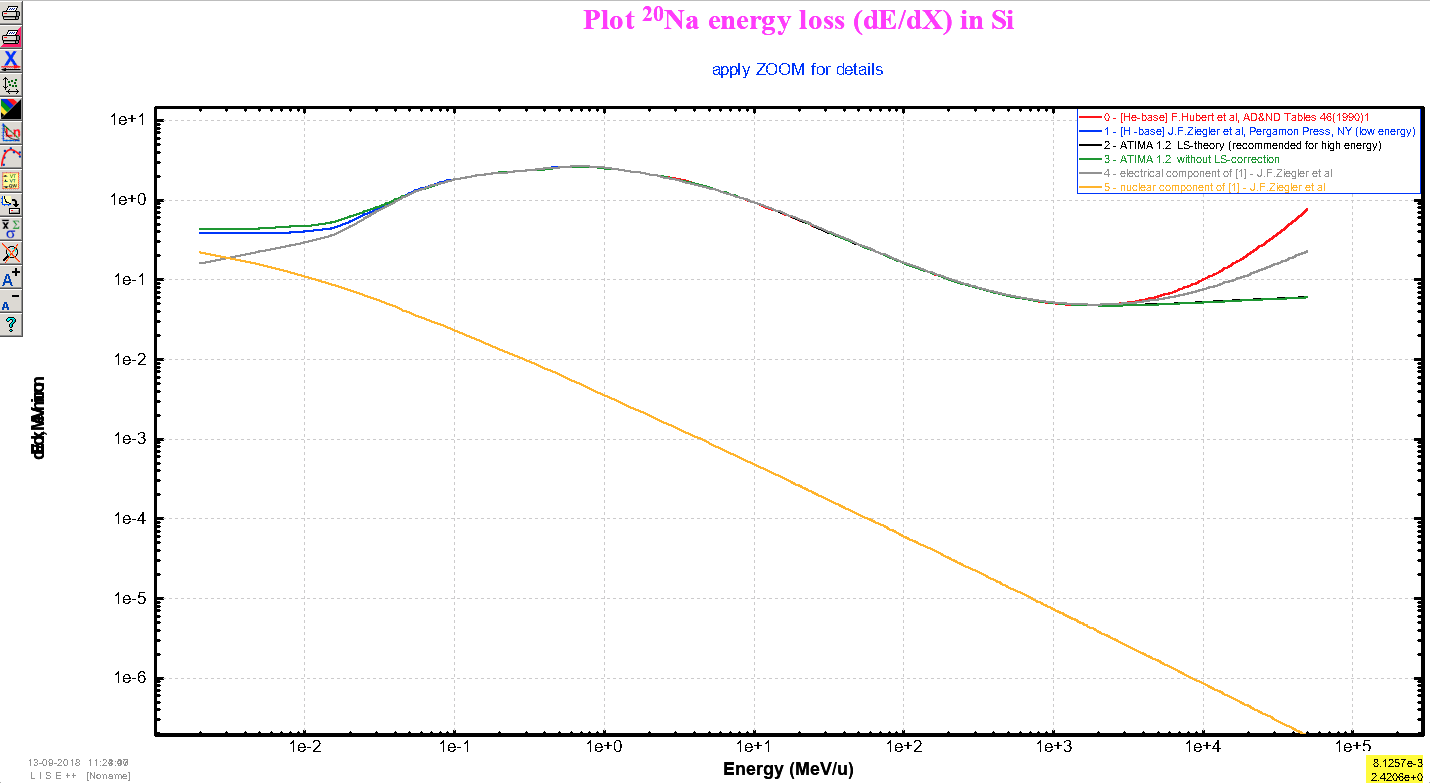 Plot 20Na energy loss (dE/dX) in Si
apply ZOOM for details
0 - [He-base] F.Hubert et al, AD&ND Tables 46(1990)1
1 - [H -base] J.F.Ziegler et al, Pergamon Press, NY (low energy)
2 - ATIMA 1.2 LS-theory (recommended for high energy)
3 - ATIMA 1.2 without LS-correction
4 - electrical component of [1] - J.F.Ziegler et al
5 - nuclear component of [1] - J.F.Ziegler et al
1e+1
1e+0
1e-1
1e-2
1e-3
1e-4
1e-5
1e-6
1e-2 1e-1 1e+0 1e+1 1e+2 1e+3 1e+4 1e+5
Energy (MeV/u)
13-09-2018
L I S E ++ [Noname]
8.1257e-3
2.4206e+0